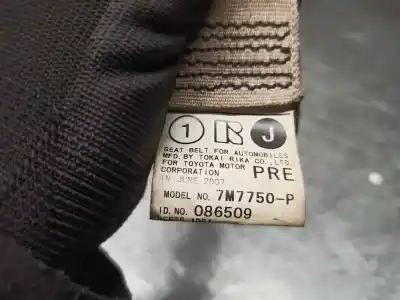 1 R J
SEAT BELT FOR AUTOMOBILES
MFD. BY TOKAI RIKA CO., LTD.
FOR TOYOTA MOTOR
CORPORATION PRE
IN JUNE 2007
MODEL NO. 7M7750-P
ID. NO. 086509